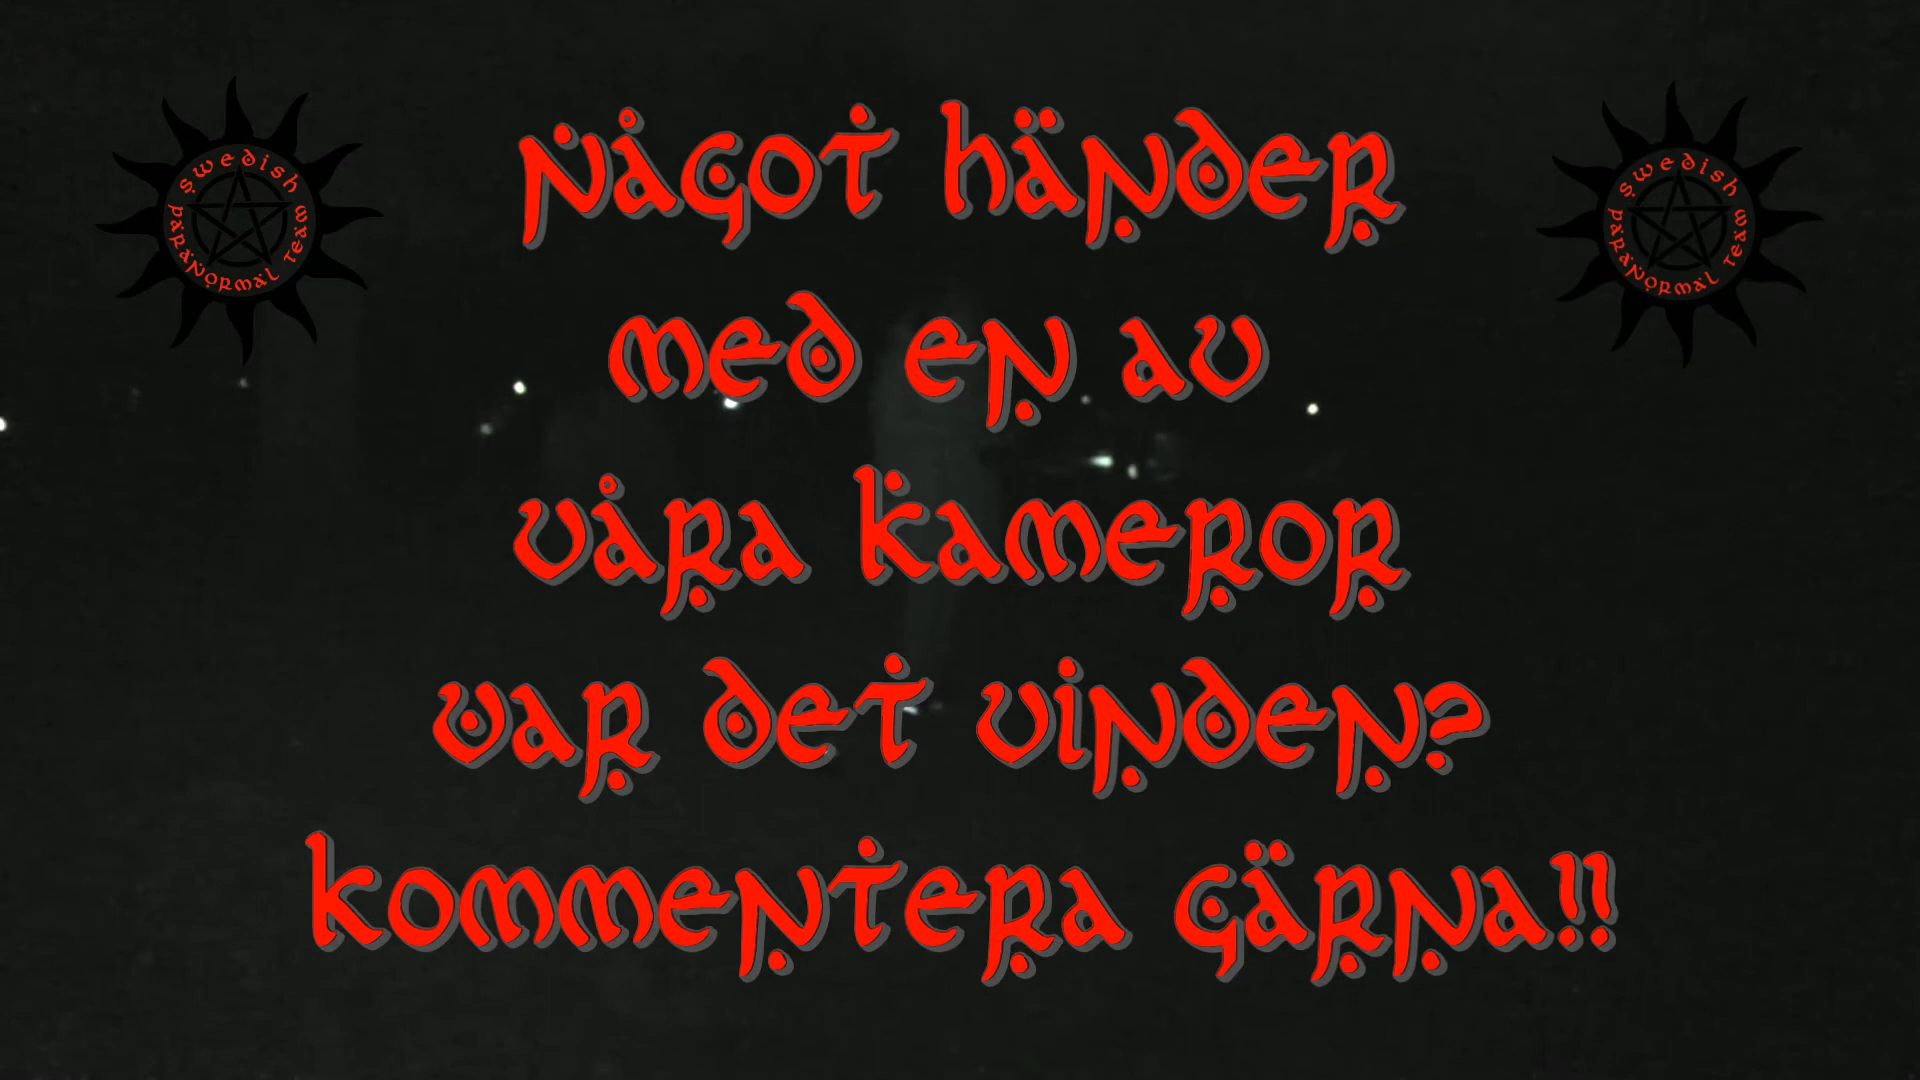 Något händer
med en av
våra kameror
var det vinden?
kommentera gärna!!
Swedish Paranormal Team
Swedish Paranormal Team